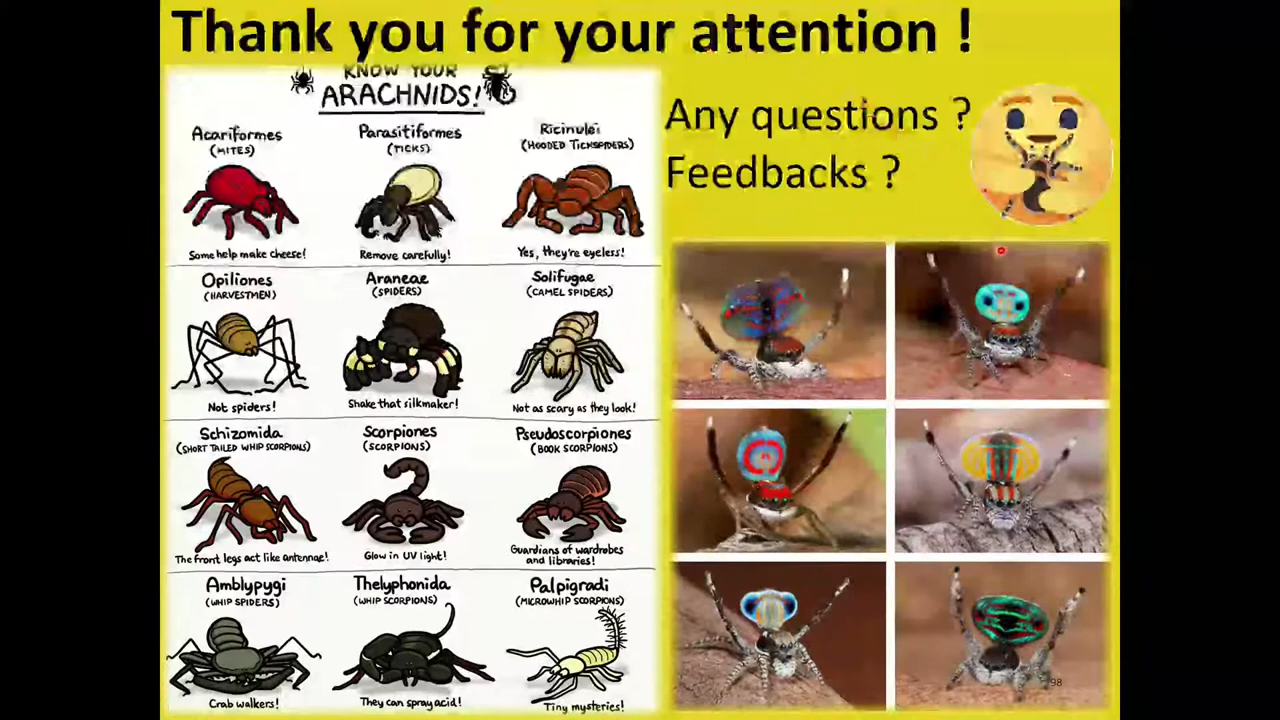 Thank you for your attention !
KNOW YOUR
ARACHNIDS!
Acariformes
(MITES)
Some help make cheese!
Parasitiformes
(TICKS)
Remove carefully!
Ricinulei
(HOODED TICKSPIDERS)
Yes, they're eyeless!
Opiliones
(HARVESTMEN)
Not spiders!
Araneae
(SPIDERS)
Shake that silkmaker!
Solifugae
(CAMEL SPIDERS)
Not as scary as they look!
Schizomida
(SHORT TAILED WHIP SCORPIONS)
The front legs act like antennae!
Scorpiones
(SCORPIONS)
Glow in UV light!
Pseudoscorpiones
(BOOK SCORPIONS)
Guardians of wardrobes
and libraries!
Amblypygi
(WHIP SPIDERS)
Crab walkers!
Thelyphonida
(WHIP SCORPIONS)
They can spray acid!
Palpigradi
(MICROWHIP SCORPIONS)
Tiny mysteries!
Any questions ?
Feedbacks ?
98